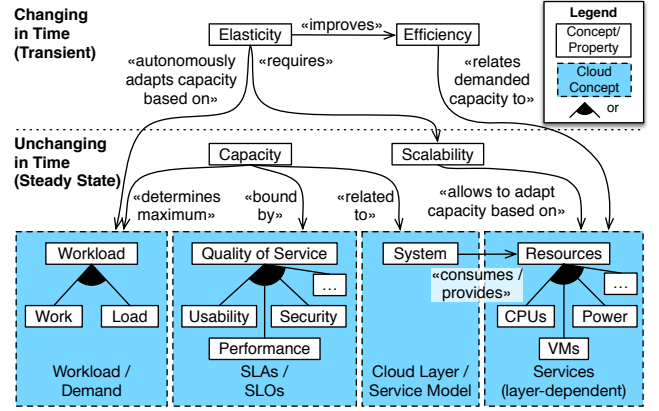 Changing
in Time
(Transient)
Elasticity
«improves»
Efficiency
Legend
Concept/
Property
Cloud
Concept
or
«autonomously
adapts capacity
based on»
«requires»
«relates
demanded
capacity to»
Unchanging
in Time
(Steady State)
Capacity
Scalability
«determines
maximum»
«bound
by»
«related
to»
«allows to adapt
capacity based on»
Workload
Quality of Service
System
Resources
«consumes /
provides»
...
...
Work
Load
Usability
Security
CPUs
Power
Performance
VMs
Workload /
Demand
SLAs /
SLOs
Cloud Layer /
Service Model
Services
(layer-dependent)